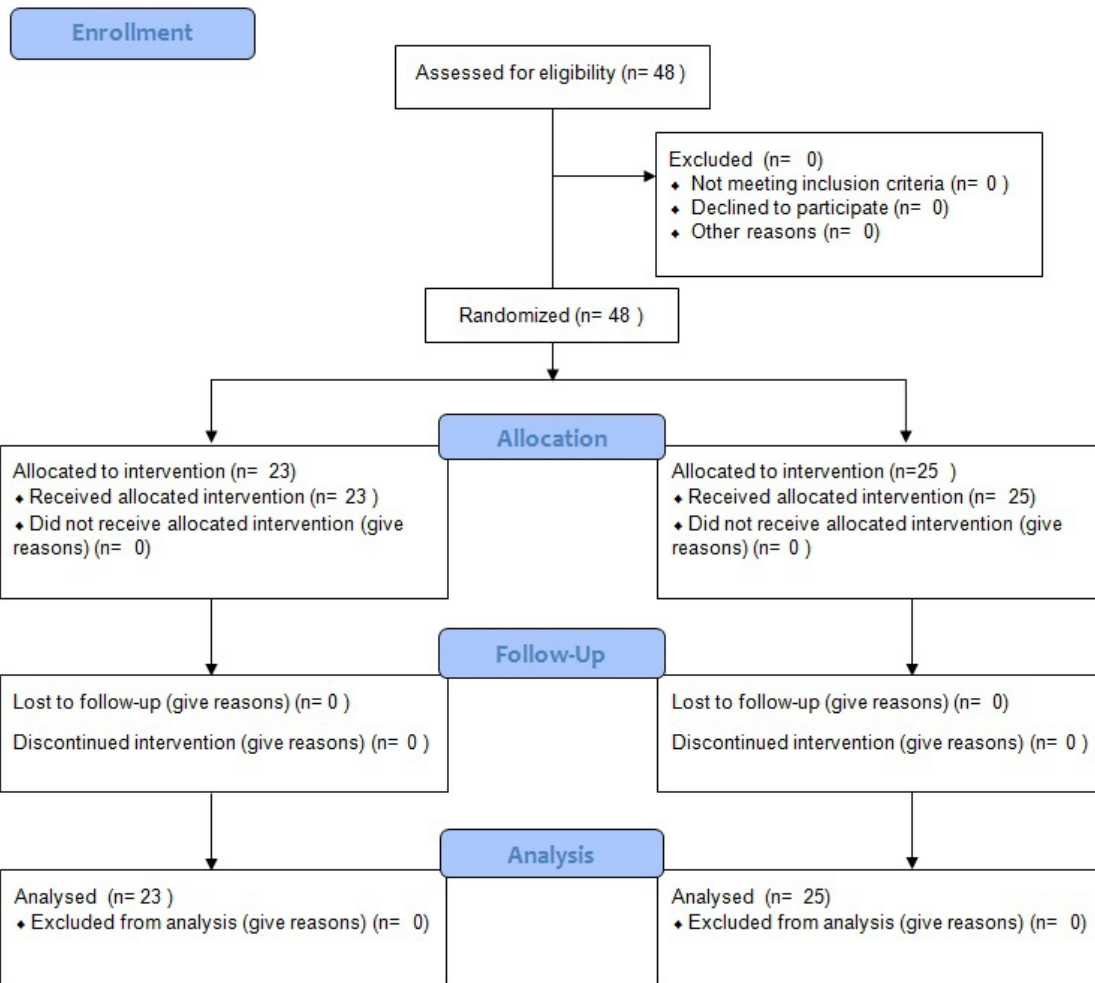 Enrollment
Assessed for eligibility (n= 48 )
Excluded (n= 0)
⬥ Not meeting inclusion criteria (n= 0 )
⬥ Declined to participate (n= 0)
⬥ Other reasons (n= 0)
Randomized (n= 48 )
Allocation
Allocated to intervention (n= 23)
⬥ Received allocated intervention (n= 23 )
⬥ Did not receive allocated intervention (give
reasons) (n= 0)
Allocated to intervention (n=25 )
⬥ Received allocated intervention (n= 25)
⬥ Did not receive allocated intervention (give
reasons) (n= 0 )
Follow-Up
Lost to follow-up (give reasons) (n= 0 )
Discontinued intervention (give reasons) (n= 0 )
Lost to follow-up (give reasons) (n= 0)
Discontinued intervention (give reasons) (n= 0 )
Analysis
Analysed (n= 23 )
⬥ Excluded from analysis (give reasons) (n= 0)
Analysed (n= 25)
⬥ Excluded from analysis (give reasons) (n= 0)